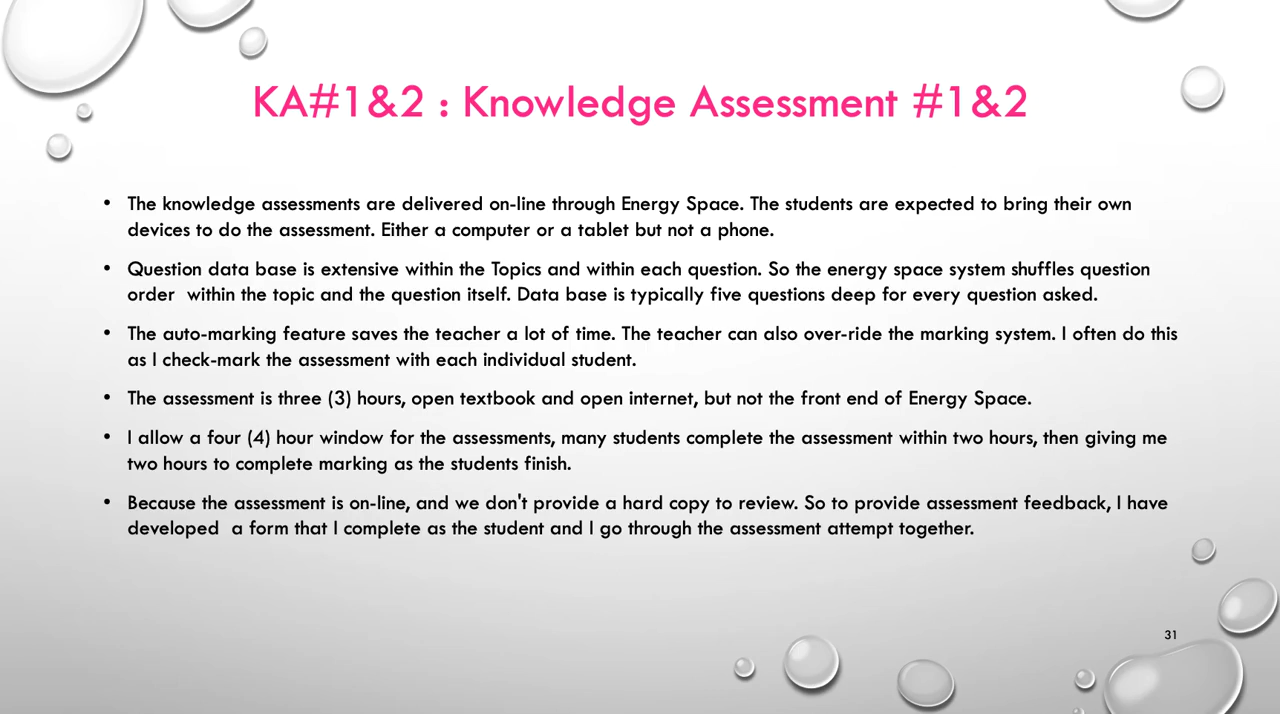 KA#1&2 : Knowledge Assessment #1&2
• The knowledge assessments are delivered on-line through Energy Space. The students are expected to bring their own
devices to do the assessment. Either a computer or a tablet but not a phone.
• Question data base is extensive within the Topics and within each question. So the energy space system shuffles question
order  within the topic and the question itself. Data base is typically five questions deep for every question asked.
• The auto-marking feature saves the teacher a lot of time. The teacher can also over-ride the marking system. I often do this
as I check-mark the assessment with each individual student.
• The assessment is three (3) hours, open textbook and open internet, but not the front end of Energy Space.
• I allow a four (4) hour window for the assessments, many students complete the assessment within two hours, then giving me
two hours to complete marking as the students finish.
• Because the assessment is on-line, and we don't provide a hard copy to review. So to provide assessment feedback, I have
developed  a form that I complete as the student and I go through the assessment attempt together.
31